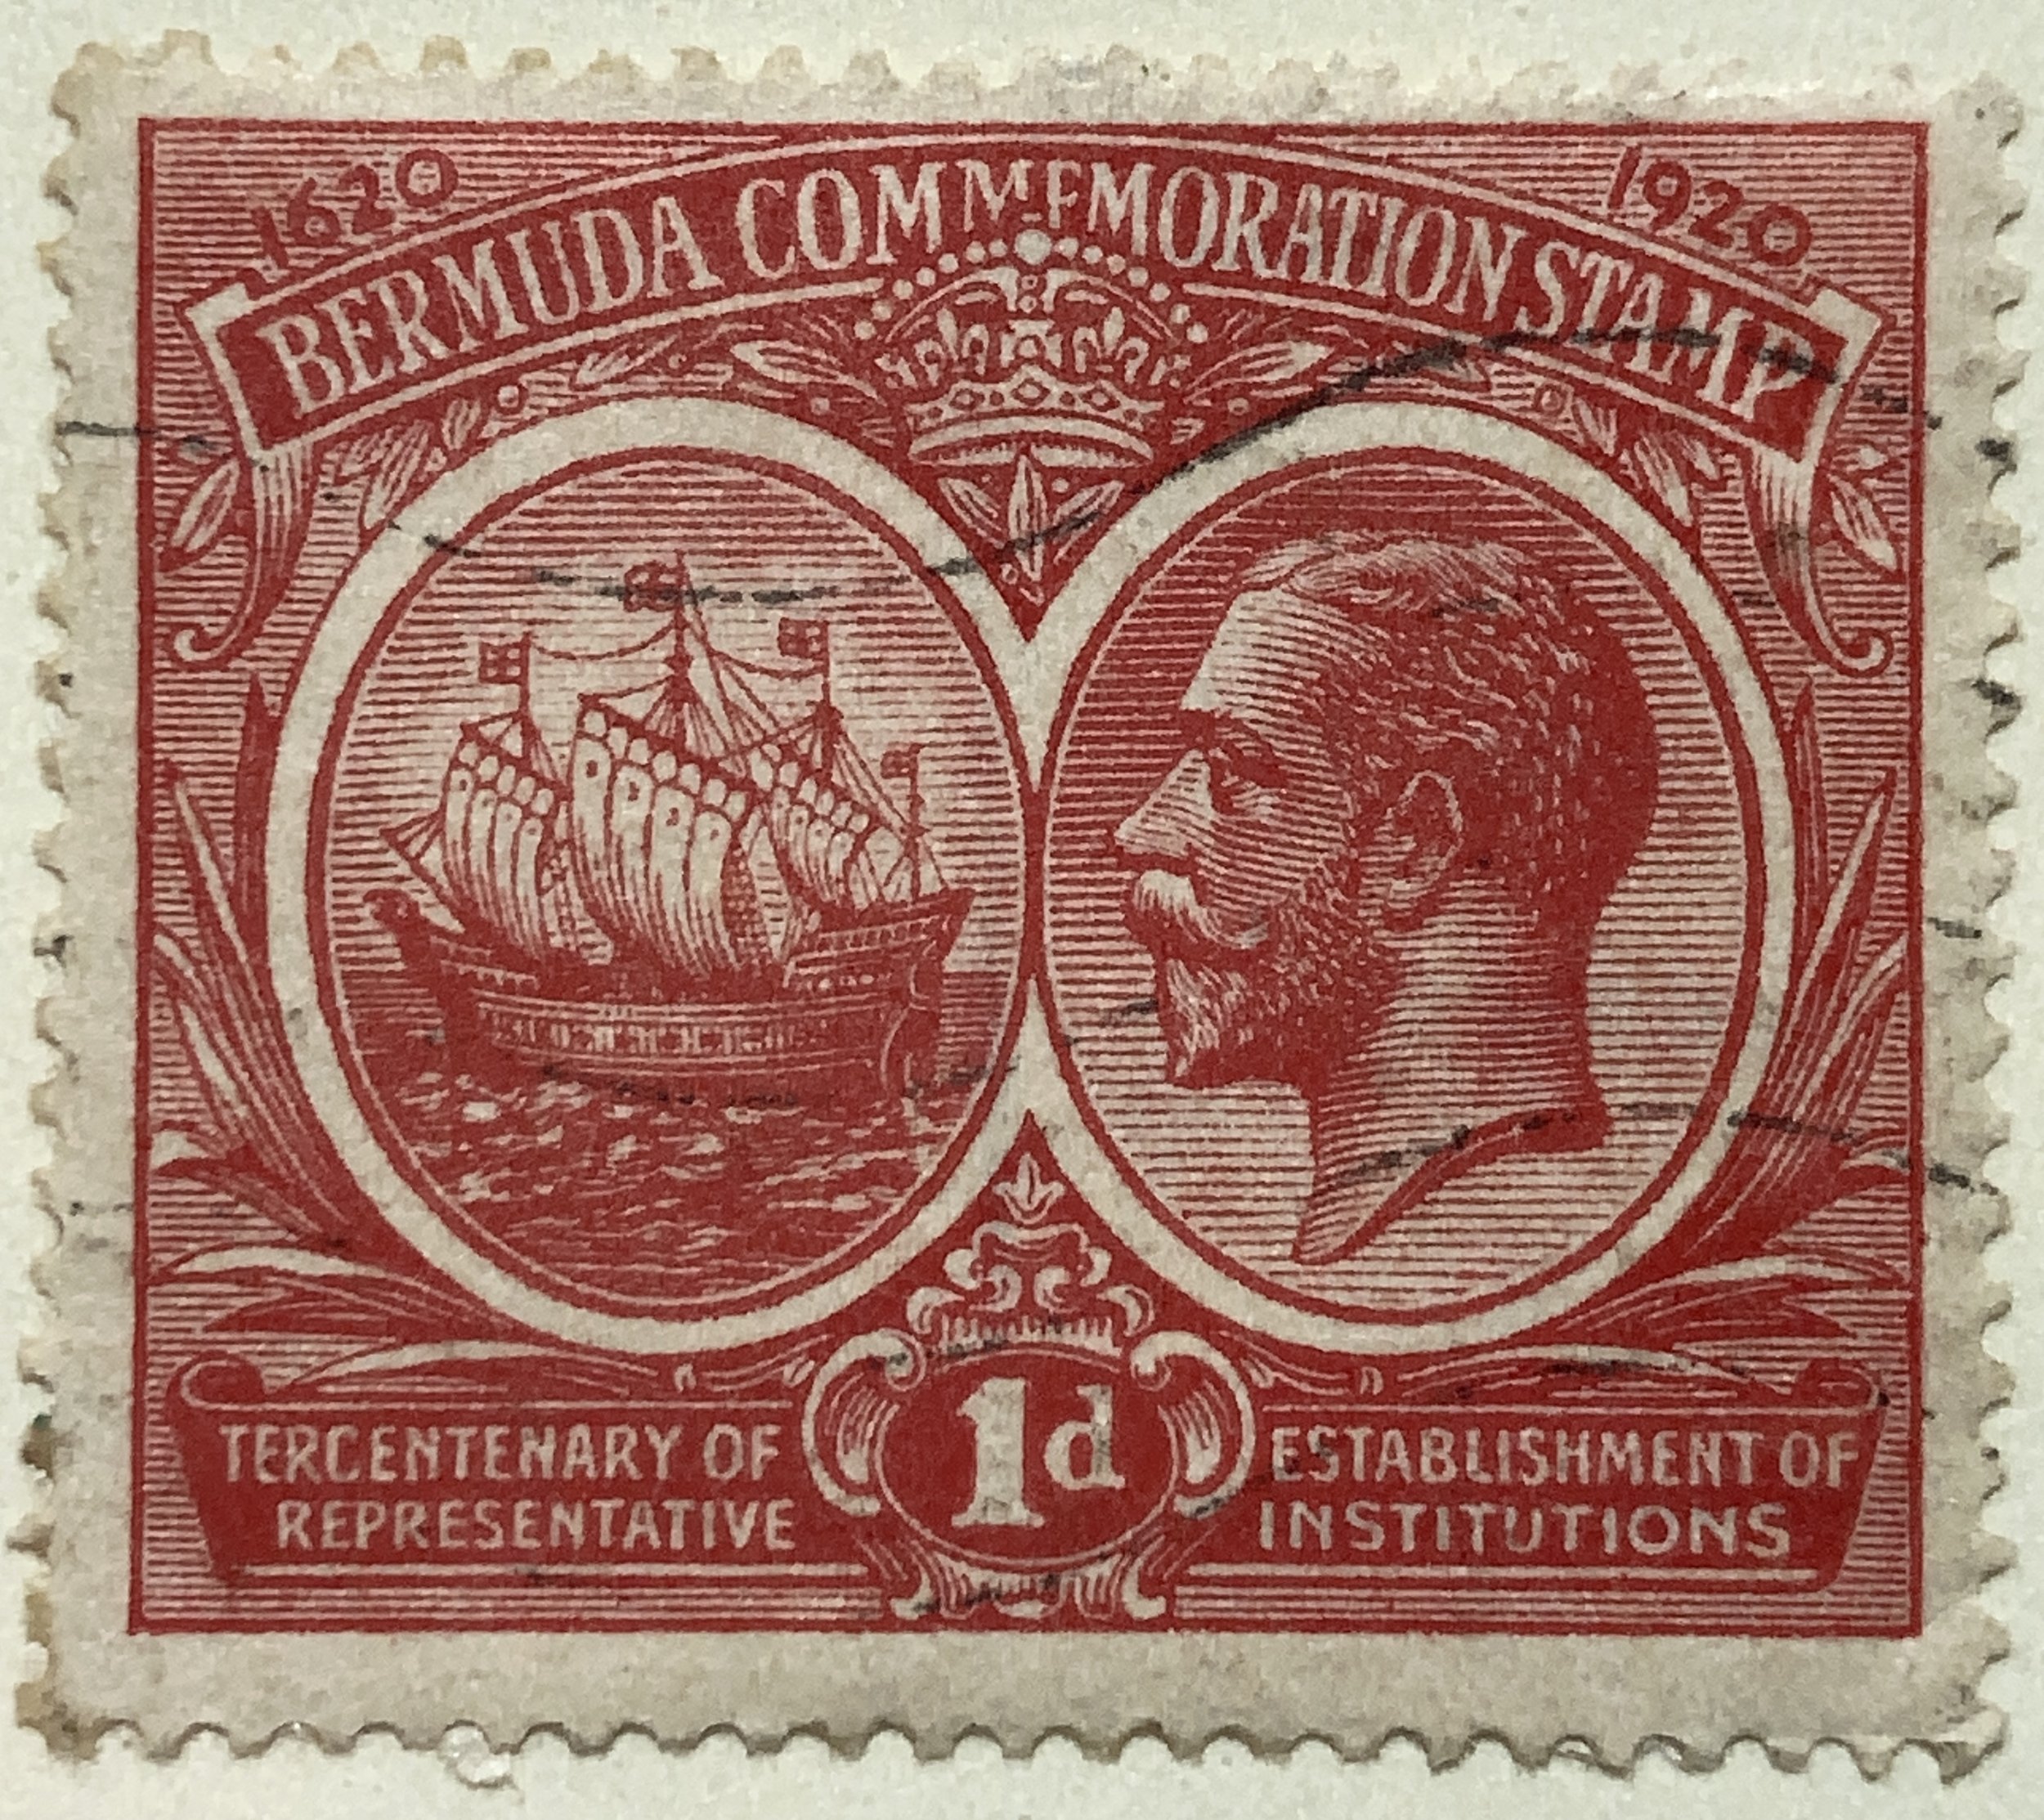 1620 1920
BERMUDA COMMEMORATION STAMP
TERCENTENARY OF
REPRESENTATIVE
1d
ESTABLISHMENT OF
INSTITUTIONS